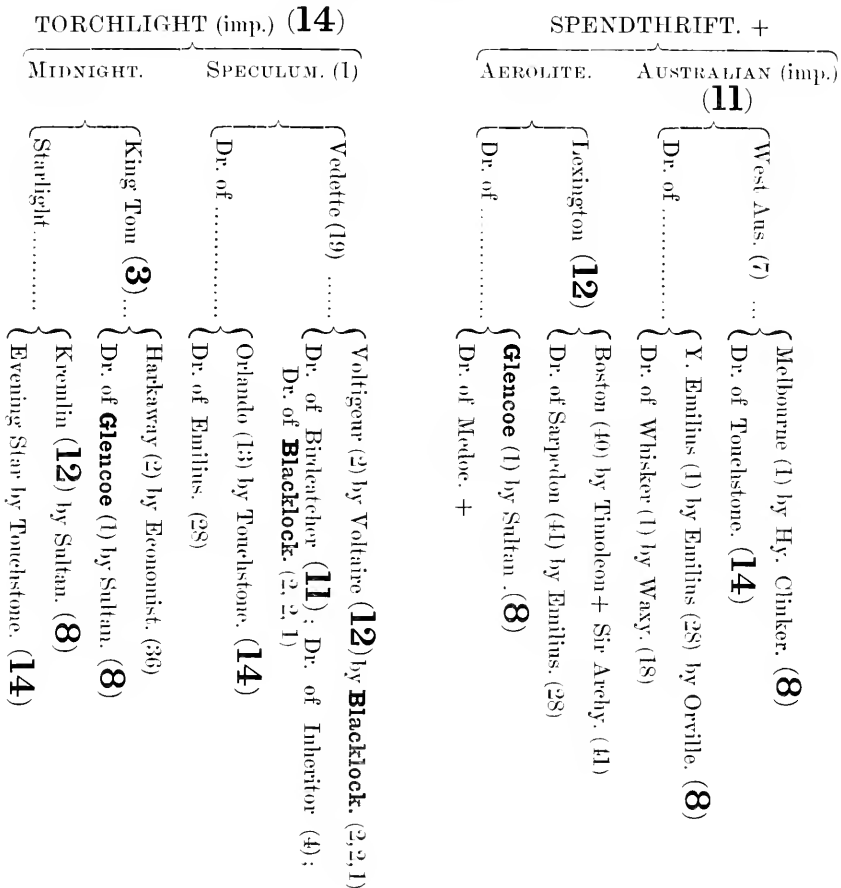 TORCHLIGHT (imp.) (14)
MIDNIGHT.
SPECULUM. (1)
Vedette (19) ......
Voltigeur (2) by Voltaire (12) by Blacklock. (2, 2, 1)
Dr. of Birdcatcher (11); Dr. of Inheritor (4);
Dr. of Blacklock. (2, 2, 1)
Dr. of ............
Orlando (13) by Touchstone. (14)
Dr. of Emilius. (28)
King Tom (3) ...
Harkaway (2) by Economist. (36)
Dr. of Glencoe (1) by Sultan. (8)
Starlight............
Kremlin (12) by Sultan. (8)
Evening Star by Touchstone. (14)
SPENDTHRIFT. +
AEROLITE.
AUSTRALIAN (imp.)
(11)
West Aus. (7) ...
Melbourne (1) by Hy. Clinker. (8)
Dr. of Touchstone. (14)
Dr. of ............
Y. Emilius (1) by Emilius (28) by Orville. (8)
Dr. of Whisker (1) by Waxy. (18)
Lexington (12)
Boston (40) by Timoleon+ Sir Archy. (41)
Dr. of Sarpedon (41) by Emilius. (28)
Dr. of ............
Glencoe (1) by Sultan .(8)
Dr. of Medoc. +